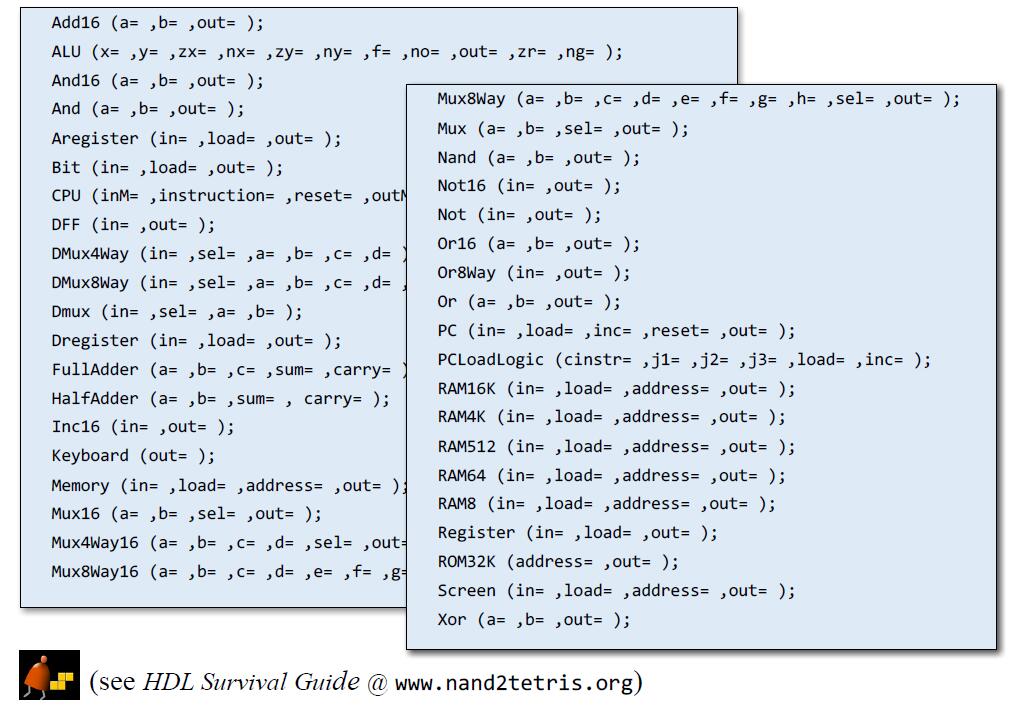 Add16 (a= ,b= ,out= );
ALU (x= ,y= ,zx= ,nx= ,zy= ,ny= ,f= ,no= ,out= ,zr= ,ng= );
And16 (a= ,b= ,out= );
And (a= ,b= ,out= );
Aregister (in= ,load= ,out= );
Bit (in= ,load= ,out= );
CPU (inM= ,instruction= ,reset= ,outM
DFF (in= ,out= );
DMux4Way (in= ,sel= ,a= ,b= ,c= ,d= )
DMux8Way (in= ,sel= ,a= ,b= ,c= ,d= ,
Dmux (in= ,sel= ,a= ,b= );
Dregister (in= ,load= ,out= );
FullAdder (a= ,b= ,c= ,sum= ,carry= )
HalfAdder (a= ,b= ,sum= , carry= );
Inc16 (in= ,out= );
Keyboard (out= );
Memory (in= ,load= ,address= ,out= );
Mux16 (a= ,b= ,sel= ,out= );
Mux4Way16 (a= ,b= ,c= ,d= ,sel= ,out=
Mux8Way16 (a= ,b= ,c= ,d= ,e= ,f= ,g=
Mux8Way (a= ,b= ,c= ,d= ,e= ,f= ,g= ,h= ,sel= ,out= );
Mux (a= ,b= ,sel= ,out= );
Nand (a= ,b= ,out= );
Not16 (in= ,out= );
Not (in= ,out= );
Or16 (a= ,b= ,out= );
Or8Way (in= ,out= );
Or (a= ,b= ,out= );
PC (in= ,load= ,inc= ,reset= ,out= );
PCLoadLogic (cinstr= ,j1= ,j2= ,j3= ,load= ,inc= );
RAM16K (in= ,load= ,address= ,out= );
RAM4K (in= ,load= ,address= ,out= );
RAM512 (in= ,load= ,address= ,out= );
RAM64 (in= ,load= ,address= ,out= );
RAM8 (in= ,load= ,address= ,out= );
Register (in= ,load= ,out= );
ROM32K (address= ,out= );
Screen (in= ,load= ,address= ,out= );
Xor (a= ,b= ,out= );
(see HDL Survival Guide @ www.nand2tetris.org)